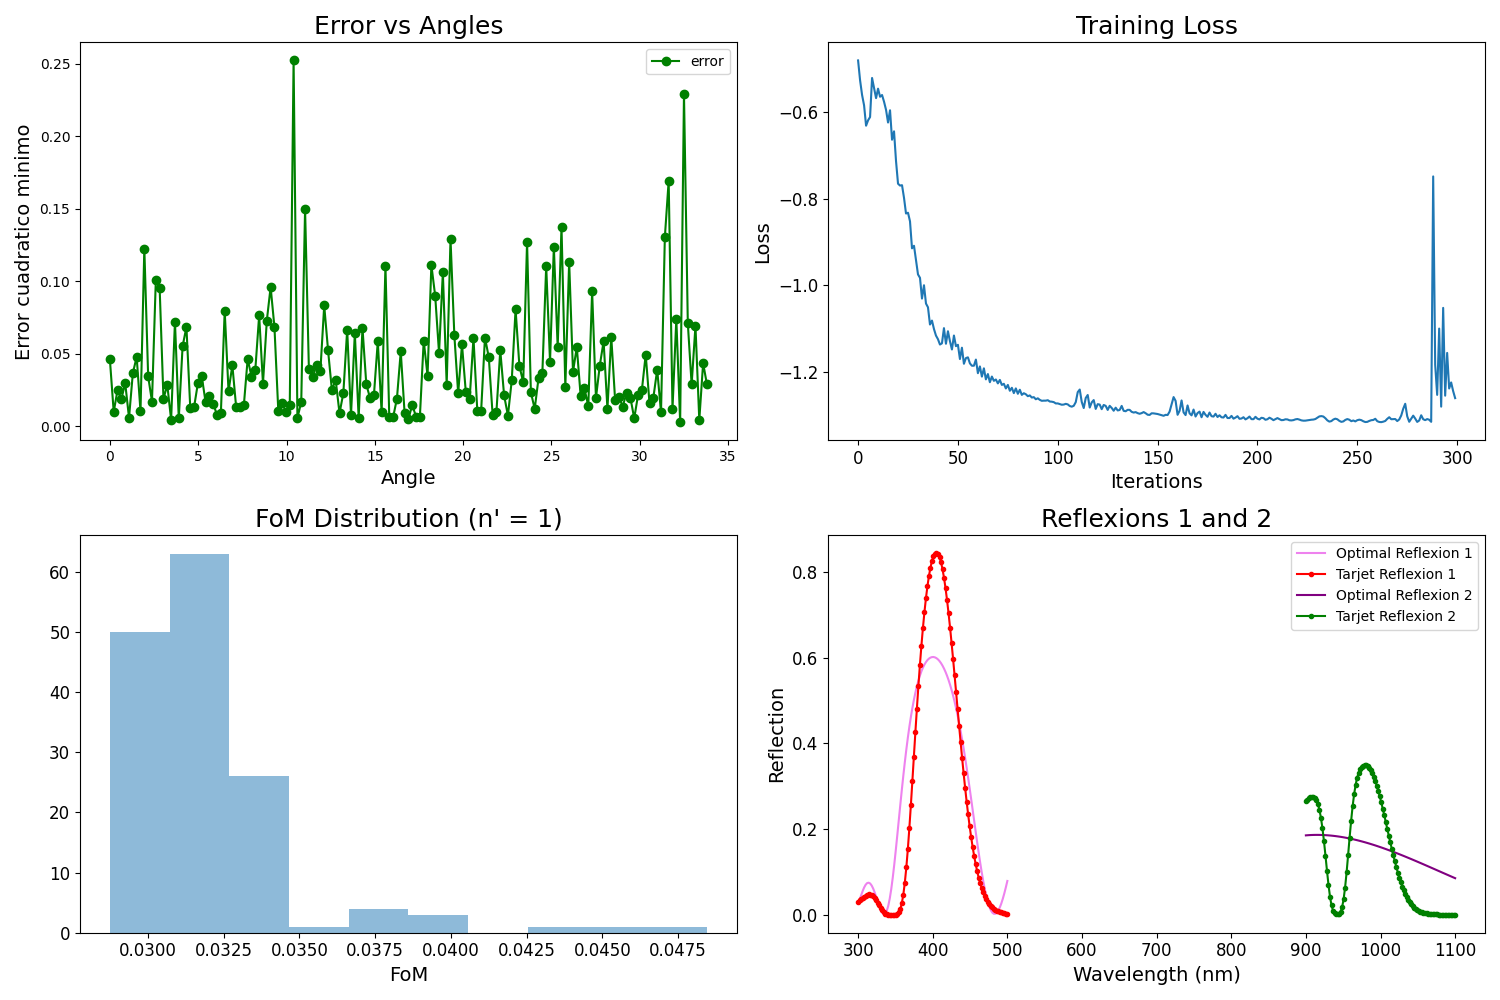 Error vs Angles
error
Error cuadratico minimo
0.25
0.20
0.15
0.10
0.05
0.00
0 5 10 15 20 25 30 35
Angle
Training Loss
Loss
−0.6
−0.8
−1.0
−1.2
0 50 100 150 200 250 300
Iterations
FoM Distribution (n' = 1)
60
50
40
30
20
10
0
0.0300 0.0325 0.0350 0.0375 0.0400 0.0425 0.0450 0.0475
FoM
Reflexions 1 and 2
Optimal Reflexion 1
Tarjet Reflexion 1
Optimal Reflexion 2
Tarjet Reflexion 2
Reflection
0.8
0.6
0.4
0.2
0.0
300 400 500 600 700 800 900 1000 1100
Wavelength (nm)